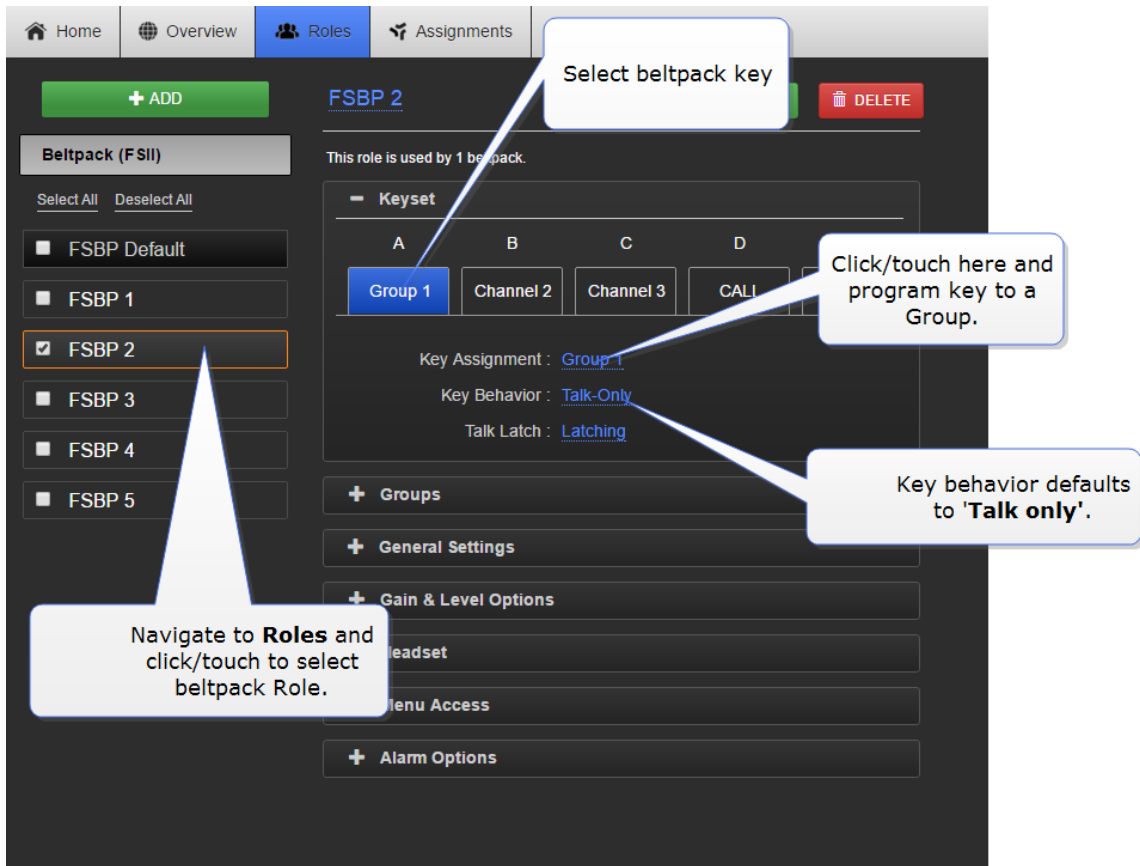 Home
Overview
Roles
Assignments
Select beltpack key
+ ADD
FSBP 2
DELETE
Beltpack (FSII)
This role is used by 1 beltpack.
Select All Deselect All
Keyset
A B C D
FSBP Default
FSBP 1
FSBP 2
FSBP 3
FSBP 4
FSBP 5
Group 1 Channel 2 Channel 3 CALL
Click/touch here and
program key to a
Group.
Key Assignment : Group 1
Key Behavior : Talk-Only
Talk Latch : Latching
Key behavior defaults
to 'Talk only'.
+ Groups
+ General Settings
+ Gain & Level Options
Navigate to Roles and
click/touch to select
beltpack Role.
Headset
Menu Access
+ Alarm Options